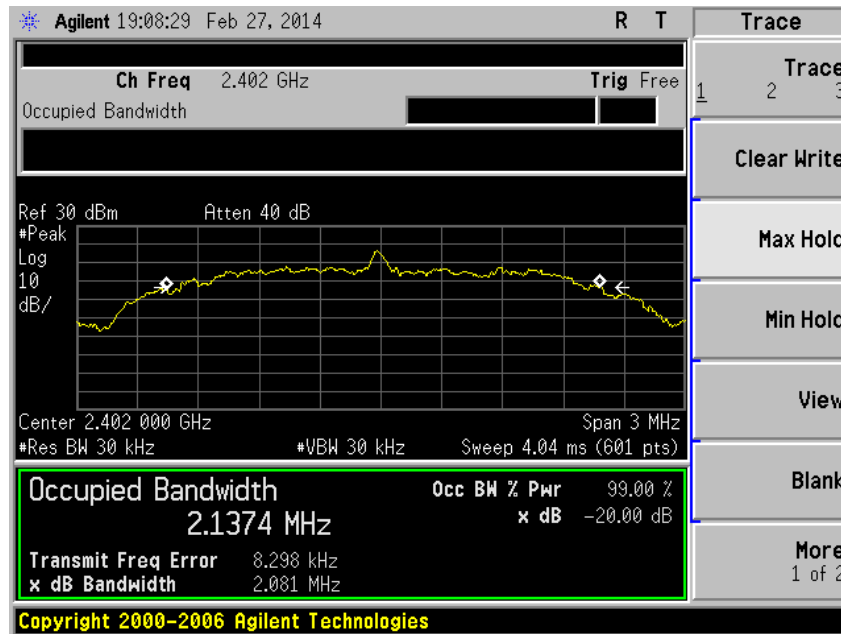 Agilent 19:08:29 Feb 27, 2014 R T
Trace
Ch Freq 2.402 GHz Trig Free
Occupied Bandwidth
Trace
1 2 3
Clear Write
Max Hold
Min Hold
View
Blank
More
1 of 2
Ref 30 dBm Atten 40 dB
#Peak
Log
10
dB/
Center 2.402 000 GHz Span 3 MHz
#Res BW 30 kHz #VBW 30 kHz Sweep 4.04 ms (601 pts)
Occupied Bandwidth Occ BW % Pwr 99.00 %
2.1374 MHz x dB -20.00 dB
Transmit Freq Error 8.298 kHz
x dB Bandwidth 2.081 MHz
Copyright 2000-2006 Agilent Technologies